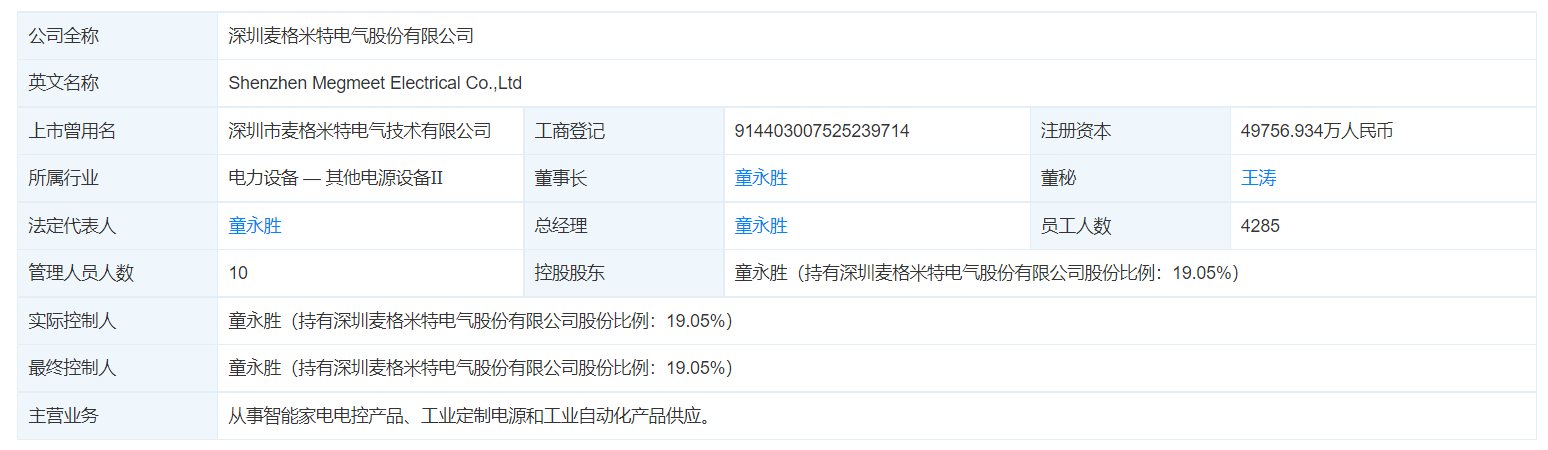 公司全称 深圳麦格米特电气股份有限公司
英文名称 Shenzhen Megmeet Electrical Co.,Ltd
上市曾用名 深圳市麦格米特电气技术有限公司 工商登记 914403007525239714 注册资本 49756.934万人民币
所属行业 电力设备 — 其他电源设备II 董事长 童永胜 董秘 王涛
法定代表人 童永胜 总经理 童永胜 员工人数 4285
管理人员人数 10 控股股东 童永胜（持有深圳麦格米特电气股份有限公司股份比例：19.05%）
实际控制人 童永胜（持有深圳麦格米特电气股份有限公司股份比例：19.05%）
最终控制人 童永胜（持有深圳麦格米特电气股份有限公司股份比例：19.05%）
主营业务 从事智能家电电控产品、工业定制电源和工业自动化产品供应。